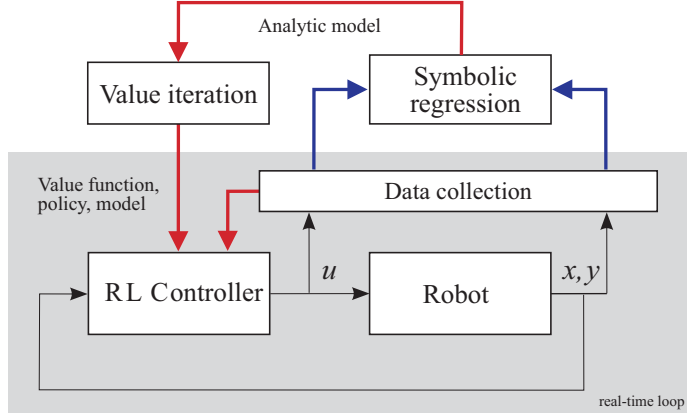 Analytic model
Value iteration
Symbolic
regression
Value function,
policy, model
Data collection
RL Controller
u
Robot
x, y
real-time loop